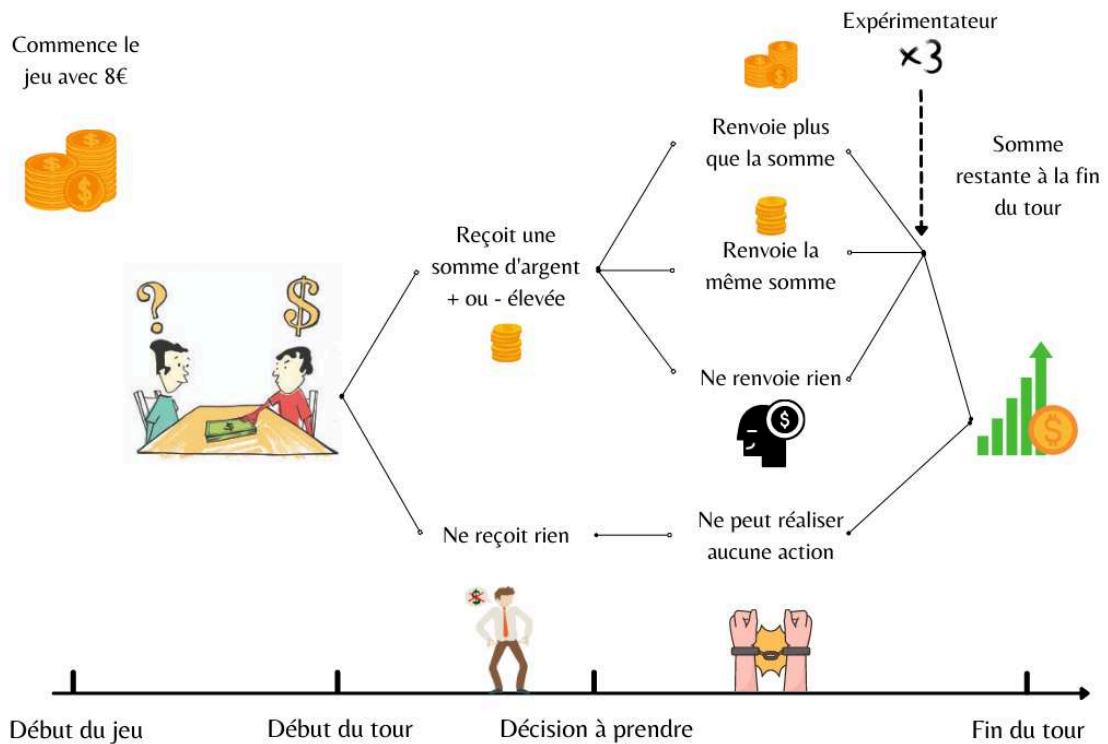 Commence le
jeu avec 8€
Expérimentateur
×3
Renvoie plus
que la somme
Somme
restante à la fin
du tour
Reçoit une
somme d'argent
+ ou - élevée
Renvoie la
même somme
Ne renvoie rien
Ne reçoit rien
Ne peut réaliser
aucune action
Début du jeu
Début du tour
Décision à prendre
Fin du tour